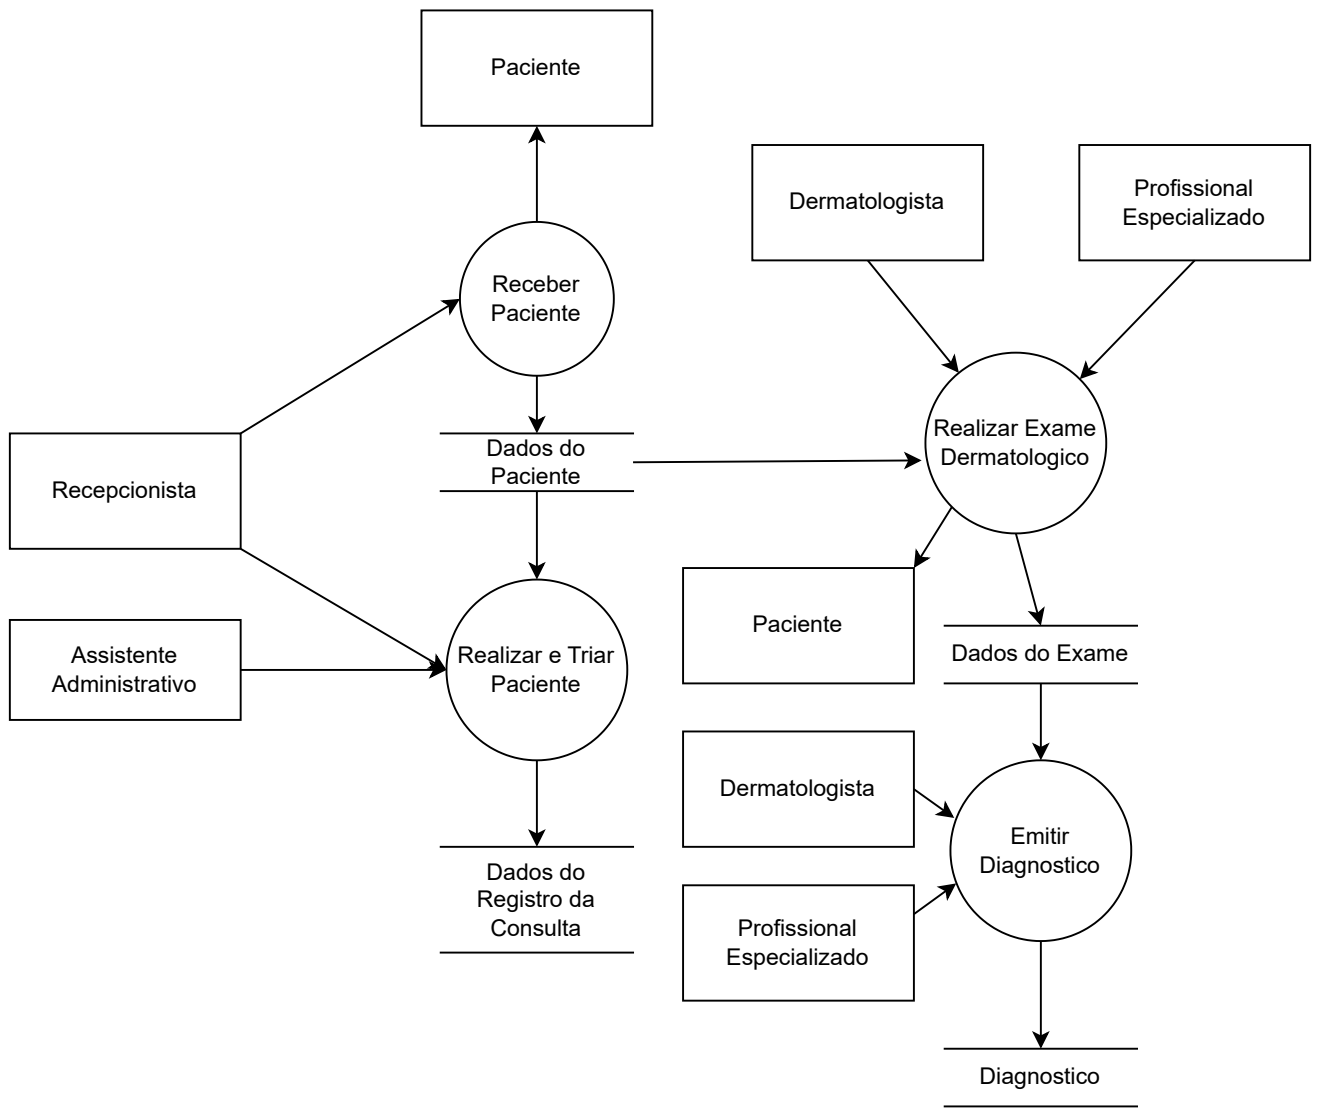 Paciente
Dermatologista
Profissional
Especializado
Receber
Paciente
Realizar Exame
Dermatologico
Dados do
Paciente
Recepcionista
Paciente
Dados do Exame
Assistente
Administrativo
Realizar e Triar
Paciente
Dermatologista
Emitir
Diagnostico
Dados do
Registro da
Consulta
Profissional
Especializado
Diagnostico